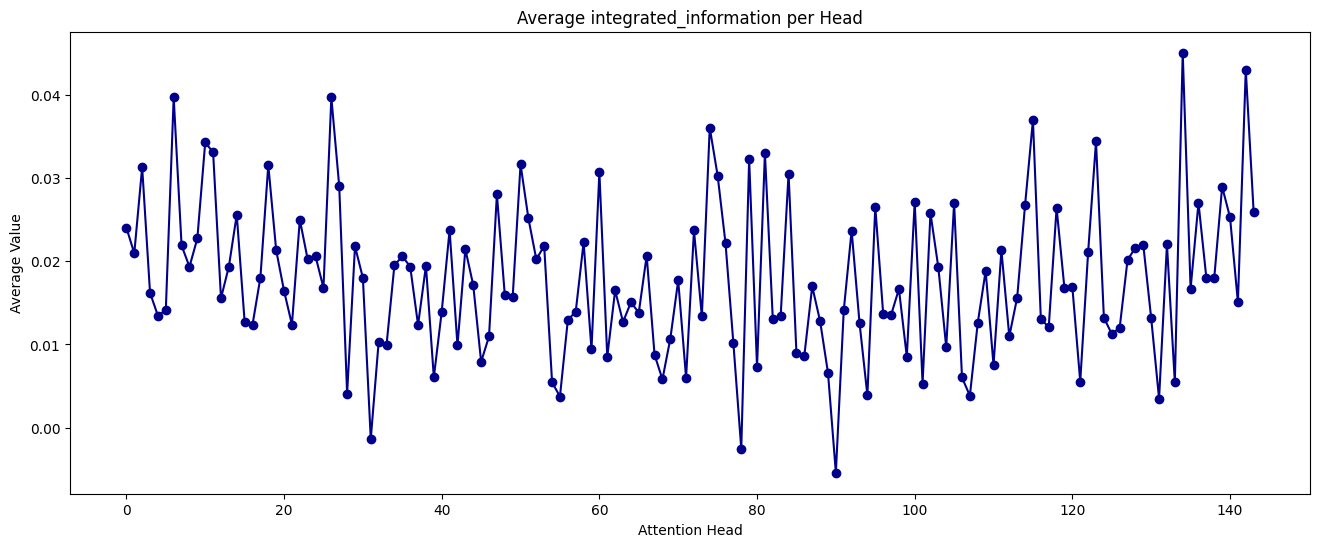 Average integrated_information per Head
Average Value
0.04
0.03
0.02
0.01
0.00
0 20 40 60 80 100 120 140
Attention Head